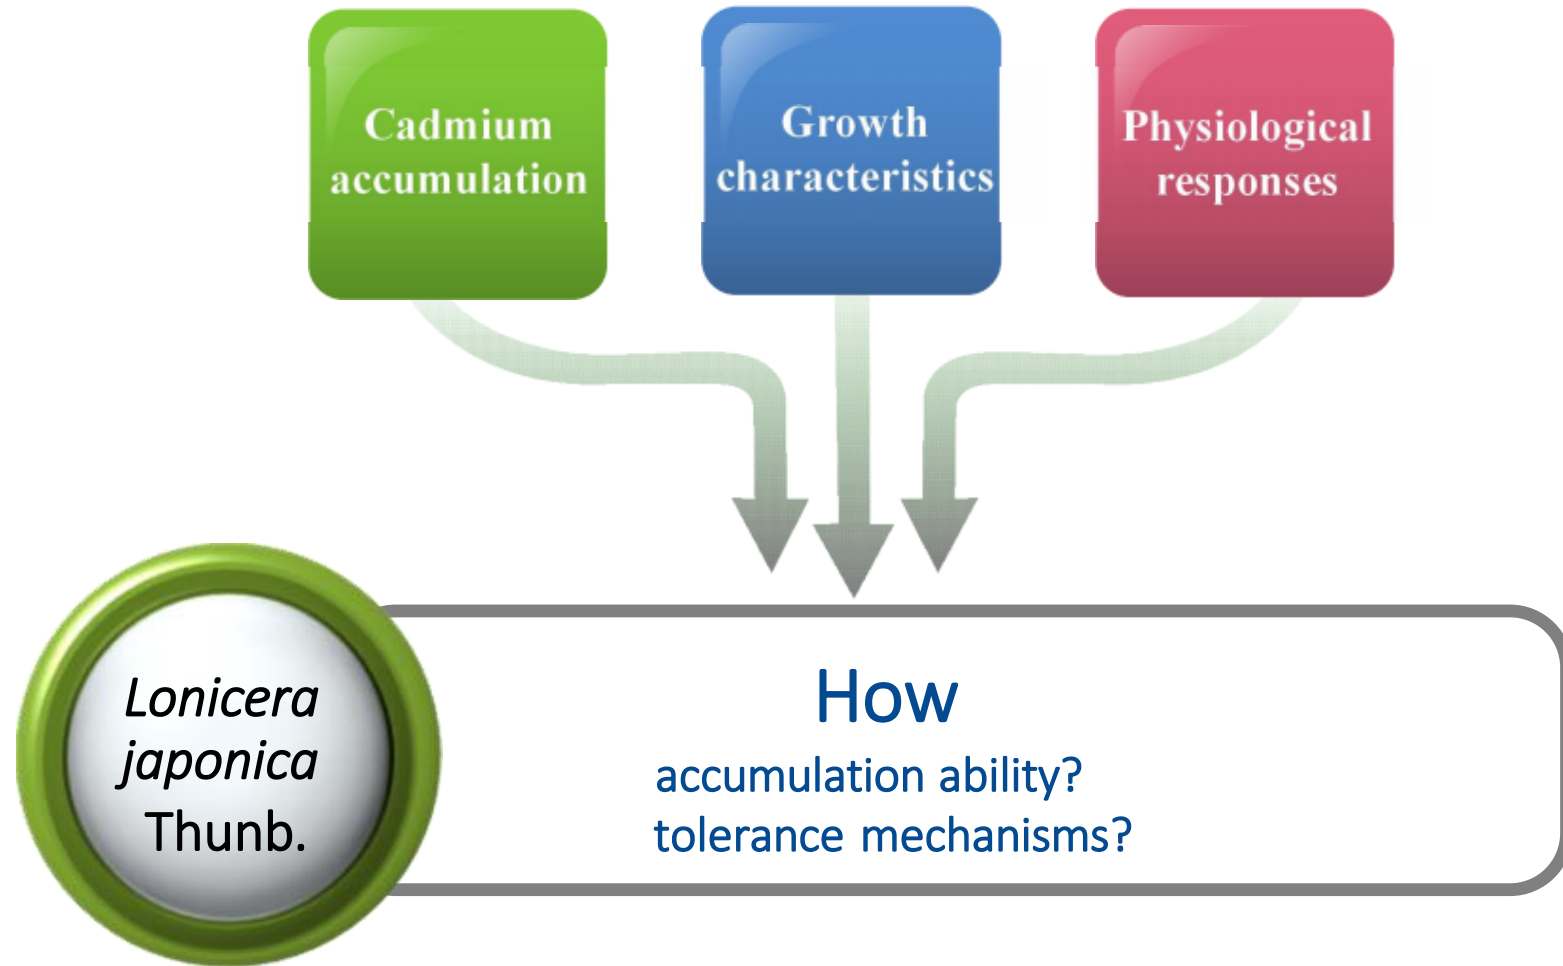 Cadmium
accumulation
Growth
characteristics
Physiological
responses
Lonicera
japonica
Thunb.
How
accumulation ability?
tolerance mechanisms?